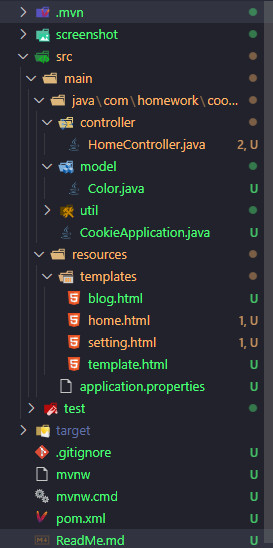 .mvn
screenshot
src
main
java\com\homework\coo...
controller
HomeController.java 2, U
model
Color.java U
util
CookieApplication.java U
resources
templates
blog.html U
home.html 1, U
setting.html 1, U
template.html U
application.properties U
test
target
.gitignore U
mvnw U
mvnw.cmd U
pom.xml U
ReadMe.md U